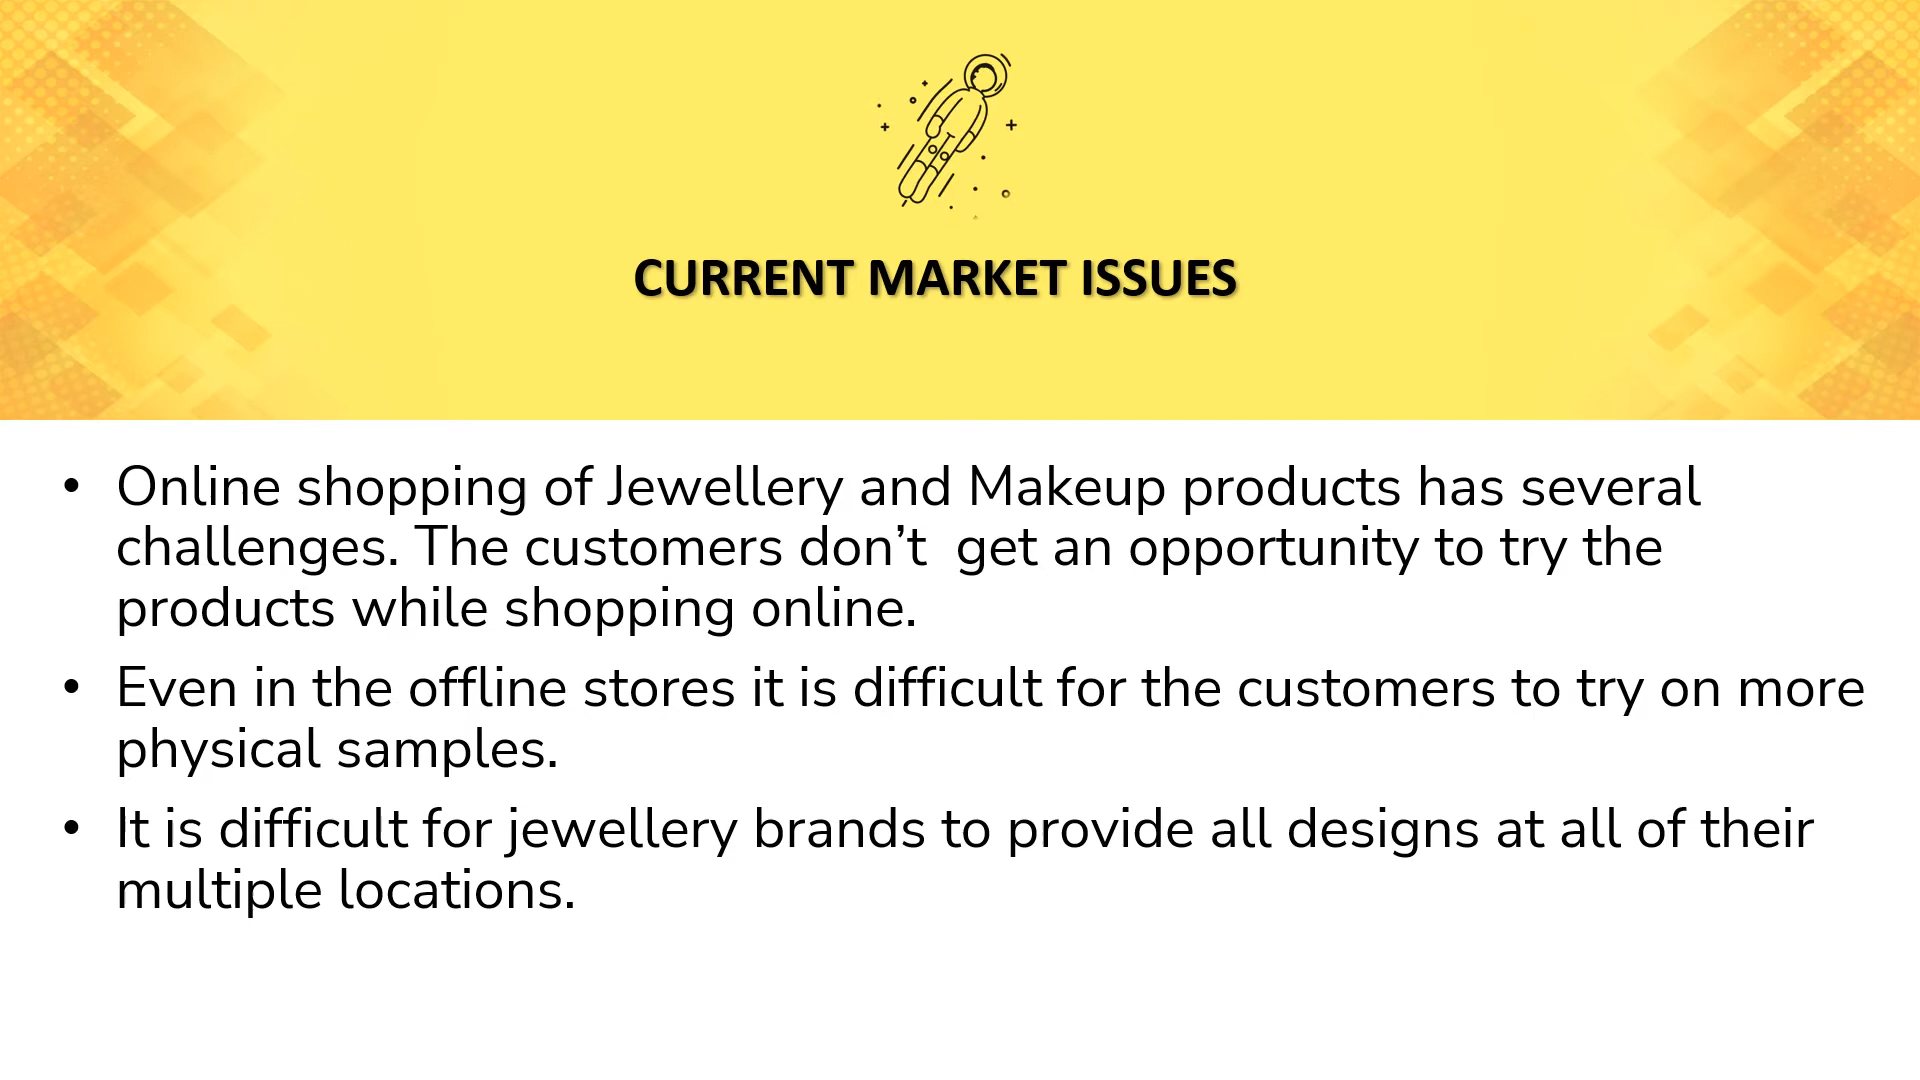 CURRENT MARKET ISSUES
• Online shopping of Jewellery and Makeup products has several
challenges. The customers don’t  get an opportunity to try the
products while shopping online.
• Even in the offline stores it is difficult for the customers to try on more
physical samples.
• It is difficult for jewellery brands to provide all designs at all of their
multiple locations.